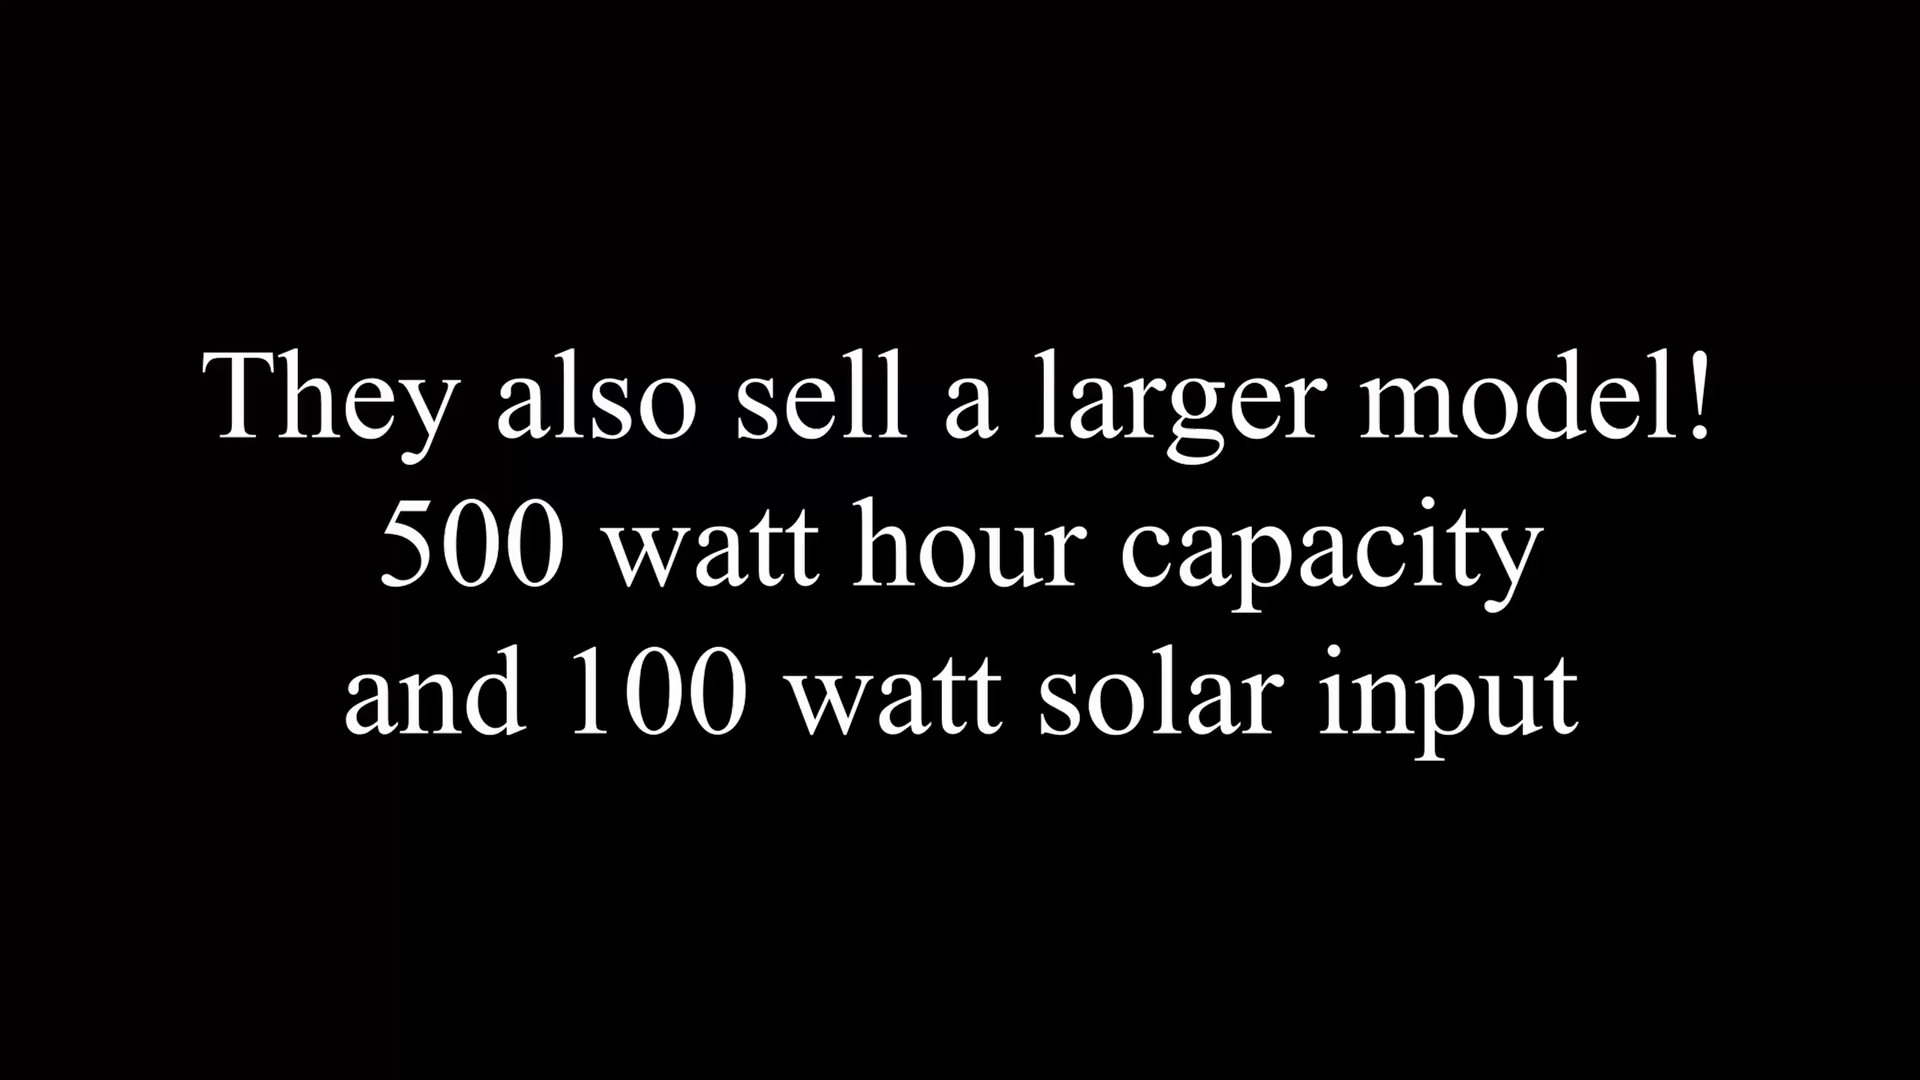 They also sell a larger model!
500 watt hour capacity
and 100 watt solar input